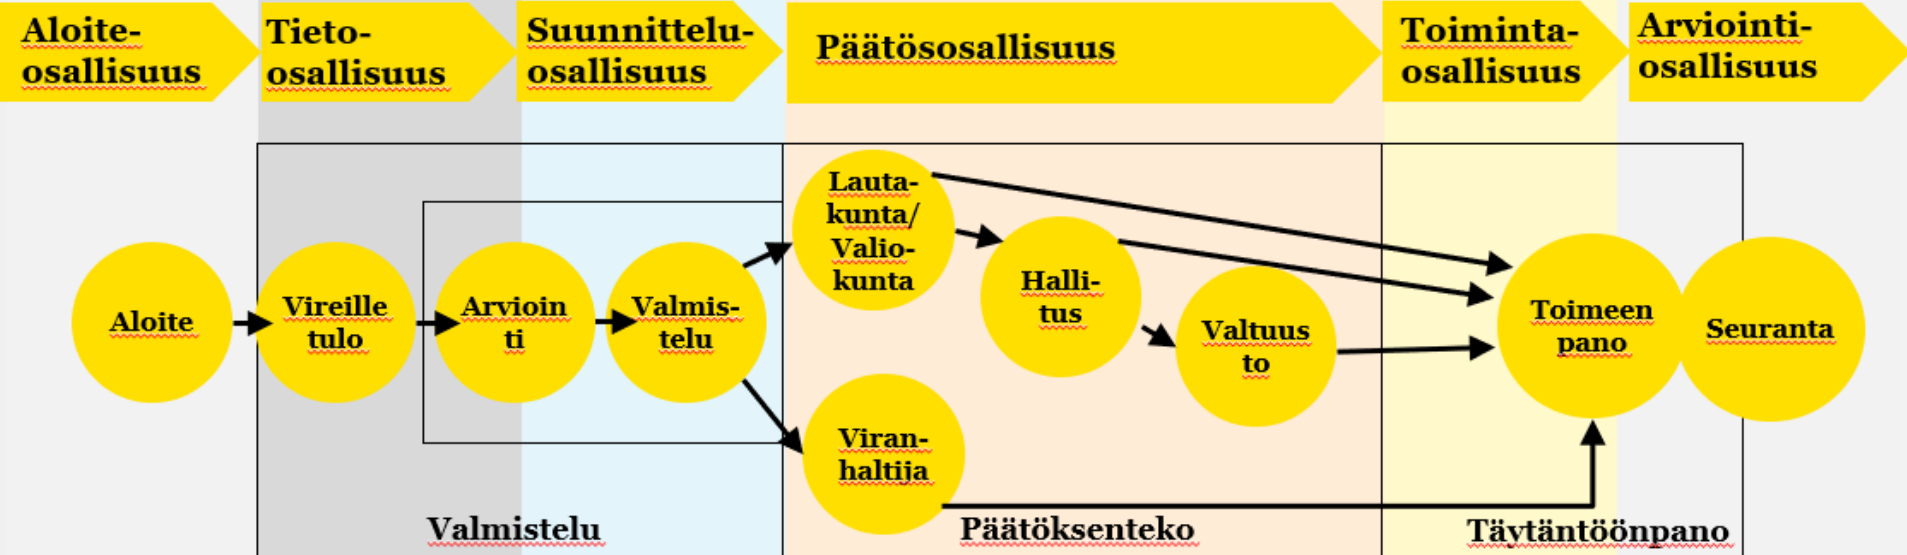 Aloite-
osallisuus
Tieto-
osallisuus
Suunnittelu-
osallisuus
Päätösosallisuus
Toiminta-
osallisuus
Arviointi-
osallisuus
Aloite
Vireille
tulo
Arvioin
ti
Valmis-
telu
Lauta-
kunta/
Valio-
kunta
Halli-
tus
Valtuus
to
Viran-
haltija
Toimeen
pano
Seuranta
Valmistelu
Päätöksenteko
Täytäntöönpano